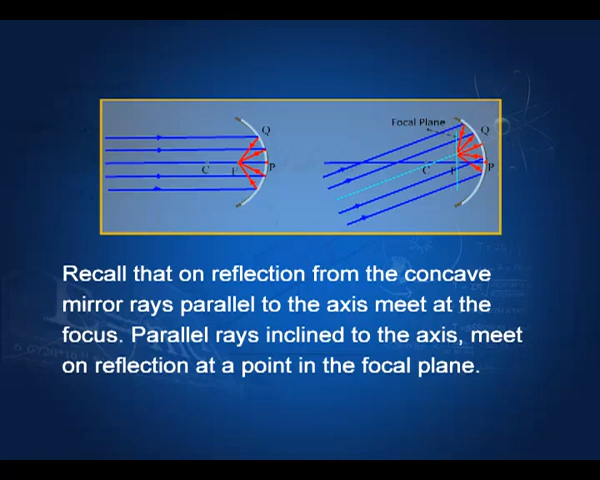 Focal Plane
Q
C
F
P
Q
C
F
P
Recall that on reflection from the concave
mirror rays parallel to the axis meet at the
focus. Parallel rays inclined to the axis, meet
on reflection at a point in the focal plane.